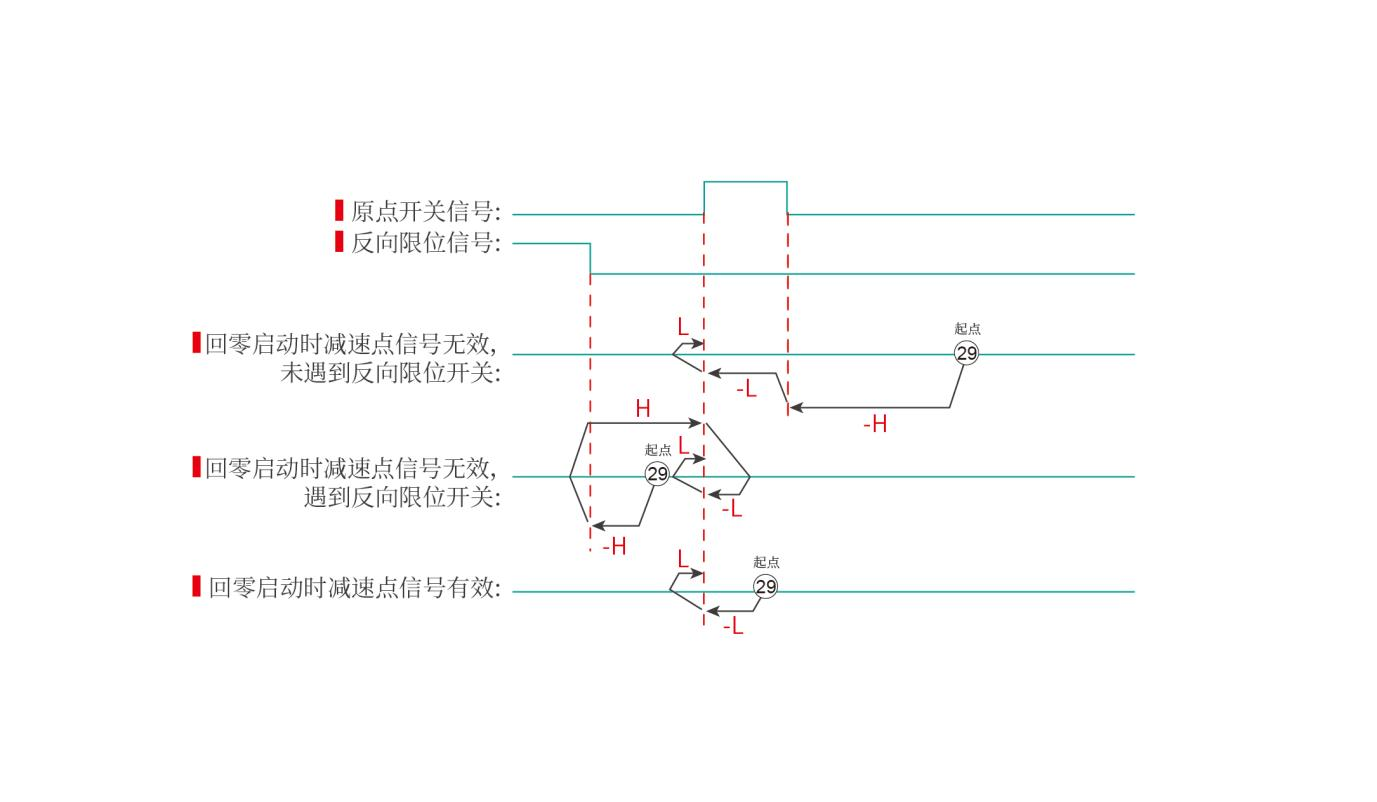 原点开关信号:
反向限位信号:
回零启动时减速点信号无效,
未遇到反向限位开关:
L
起点
29
-L
-H
回零启动时减速点信号无效,
遇到反向限位开关:
H
起点
L
29
-L
-H
回零启动时减速点信号有效:
L
起点
29
-L